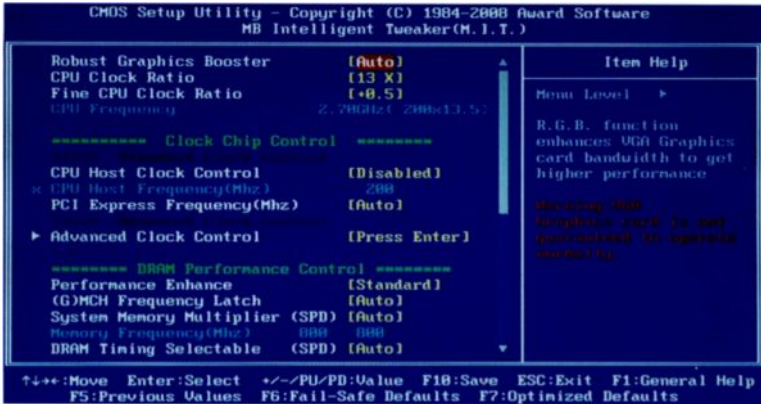 CMOS Setup Utility - Copyright (C) 1984-2008 Award Software
MB Intelligent Tweaker(M.I.T.)
Robust Graphics Booster [Auto]
CPU Clock Ratio [13 X]
Fine CPU Clock Ratio [+0.5]
CPU Frequency 2.70GHz( 200x13.5)
========== Clock Chip Control ========
CPU Host Clock Control [Disabled]
x CPU Host Frequency(Mhz) 200
PCI Express Frequency(Mhz) [Auto]
▶ Advanced Clock Control [Press Enter]
======== DRAM Performance Control ========
Performance Enhance [Standard]
(G)MCH Frequency Latch [Auto]
System Memory Multiplier (SPD) [Auto]
Memory Frequency(Mhz) 800 800
DRAM Timing Selectable (SPD) [Auto]
Item Help
Menu Level ▶
R.G.B. function
enhances VGA Graphics
card bandwidth to get
higher performance
↑↓→←:Move Enter:Select +/-/PU/PD:Value F10:Save ESC:Exit F1:General Help
F5:Previous Values F6:Fail-Safe Defaults F7:Optimized Defaults